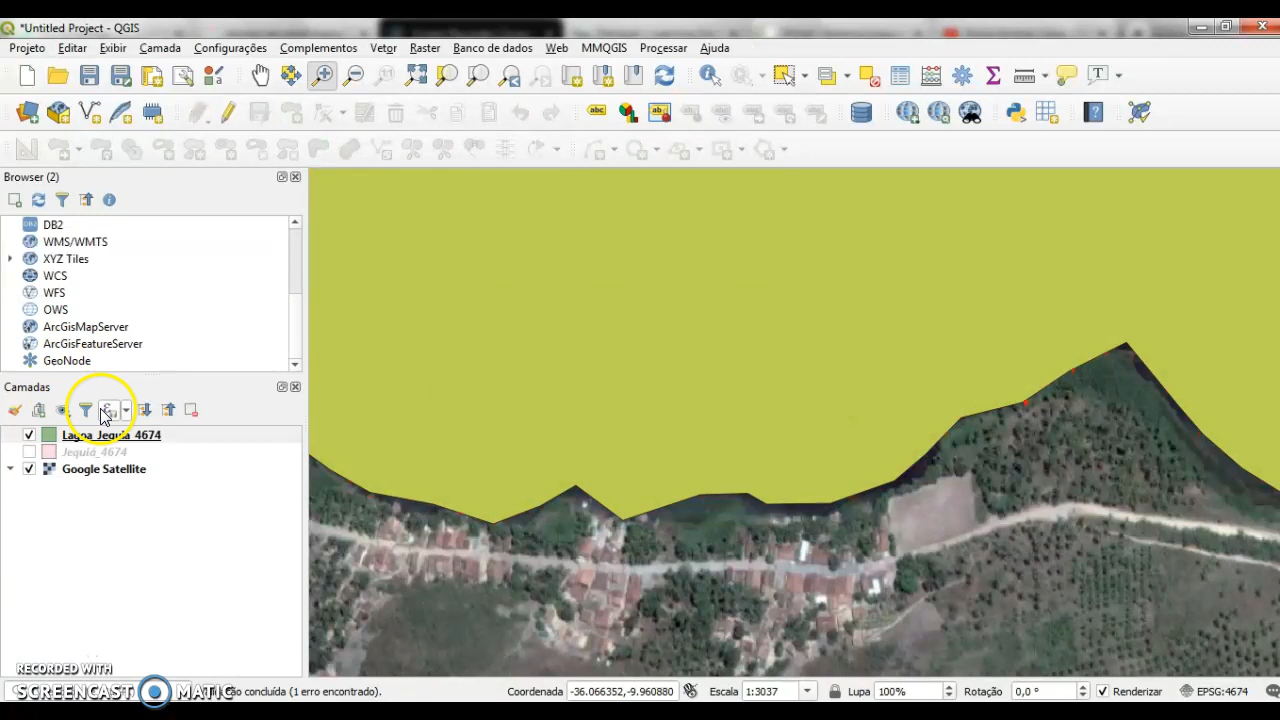 *Untitled Project - QGIS
Projeto Editar Exibir Camada Configurações Complementos Vetor Raster Banco de dados Web MMQGIS Processar Ajuda
Browser (2)
DB2
WMS/WMTS
XYZ Tiles
WCS
WFS
OWS
ArcGisMapServer
ArcGisFeatureServer
GeoNode
Camadas
Lagoa_Jequiá_4674
Jequiá_4674
Google Satellite
RECORDED WITH
SCREENCAST MATIC
concluída (1 erro encontrado).
Coordenada -36.066352,-9.960880 Escala 1:3037 Lupa 100% Rotação 0,0 ° Renderizar EPSG:4674